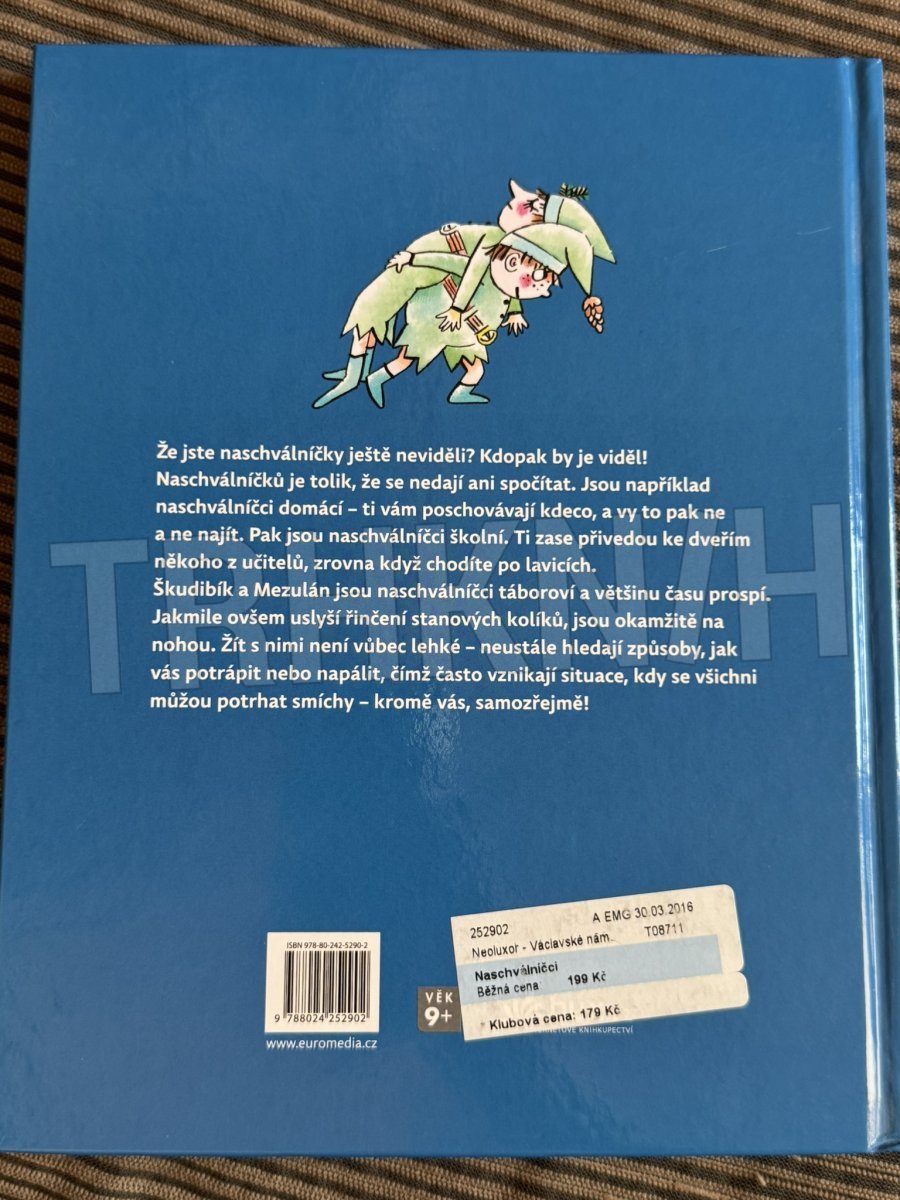 Že jste naschválníčky ještě neviděli? Kdopak by je viděl!
Naschválníčků je tolik, že se nedají ani spočítat. Jsou například
naschválníčci domácí – ti vám poschovávají kdeco, a vy to pak ne
a ne najít. Pak jsou naschválníčci školní. Ti zase přivedou ke dveřím
někoho z učitelů, zrovna když chodíte po lavicích.
Škudibík a Mezulán jsou naschválníčci táboroví a většinu času prospí.
Jakmile ovšem uslyší řinčení stanových kolíků, jsou okamžitě na
nohou. Žít s nimi není vůbec lehké – neustále hledají způsoby, jak
vás potrápit nebo napálit, čímž často vznikají situace, kdy se všichni
můžou potrhat smíchy – kromě vás, samozřejmě!
TRHKNIH
ISBN 978-80-242-5290-2
9 788024 252902
www.euromedia.cz
VĚK
9+
252902 A EMG 30.03.2016
Neoluxor - Václavské nám. T08711
Naschválničci
Běžná cena: 199 Kč
* Klubová cena: 179 Kč
KNIHKUPECTVÍ